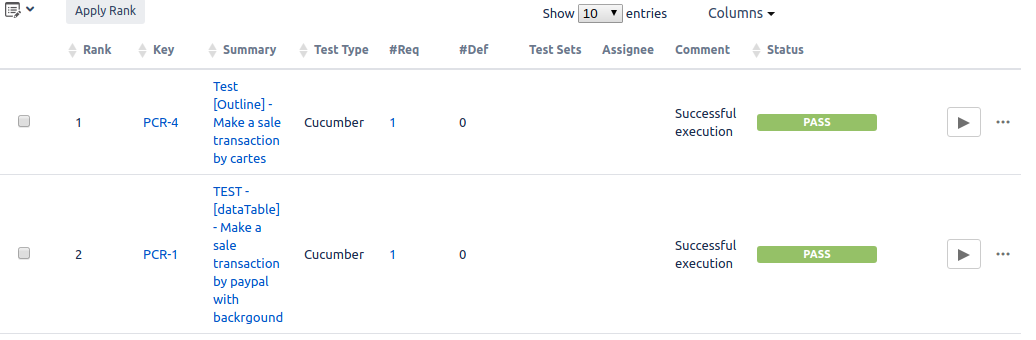 Apply Rank
Show 10 entries
Columns
Rank Key Summary Test Type #Req #Def Test Sets Assignee Comment Status
Test
[Outline] -
Make a sale
transaction
by cartes
1 PCR-4 Cucumber 1 0
Successful
execution
PASS
TEST -
[dataTable]
- Make a
sale
transaction
by paypal
with
backrgound
2 PCR-1 Cucumber 1 0
Successful
execution
PASS